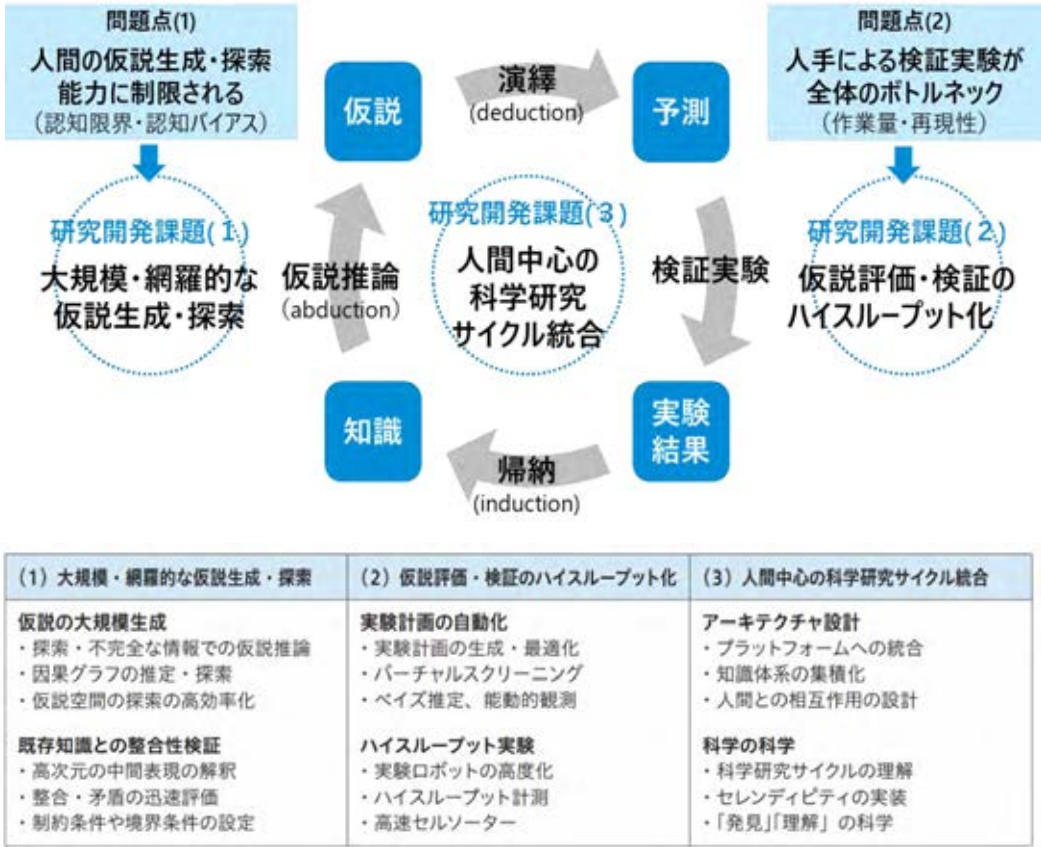 問題点(1)
人間の仮説生成・探索
能力に制限される
（認知限界・認知バイアス）
研究開発課題(1)
大規模・網羅的な
仮説生成・探索
仮説
演繹
(deduction)
予測
問題点(2)
人手による検証実験が
全体のボトルネック
（作業量・再現性）
研究開発課題(2)
仮説評価・検証の
ハイスループット化
仮説推論
(abduction)
研究開発課題(3)
人間中心の
科学研究
サイクル統合
検証実験
知識
帰納
(induction)
実験
結果
(1) 大規模・網羅的な仮説生成・探索
仮説の大規模生成
・探索・不完全な情報での仮説推論
・因果グラフの推定・探索
・仮説空間の探索の高効率化
既存知識との整合性検証
・高次元の中間表現の解釈
・整合・矛盾の迅速評価
・制約条件や境界条件の設定
(2) 仮説評価・検証のハイスループット化
実験計画の自動化
・実験計画の生成・最適化
・バーチャルスクリーニング
・ベイズ推定、能動的観測
ハイスループット実験
・実験ロボットの高度化
・ハイスループット計測
・高速セルソーター
(3) 人間中心の科学研究サイクル統合
アーキテクチャ設計
・プラットフォームへの統合
・知識体系の集積化
・人間との相互作用の設計
科学の科学
・科学研究サイクルの理解
・セレンディピティの実装
・「発見」「理解」の科学